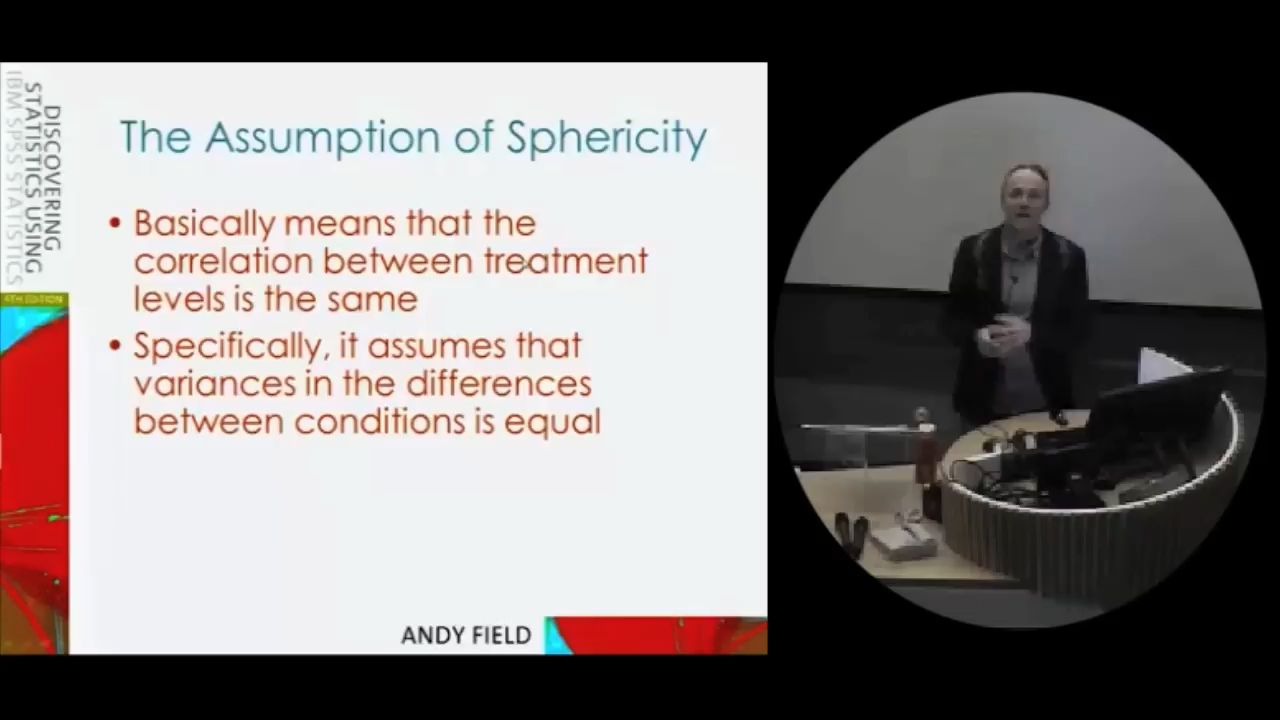 DISCOVERING
STATISTICS USING
IBM SPSS STATISTICS
4TH EDITION
The Assumption of Sphericity
• Basically means that the
correlation between treatment
levels is the same
• Specifically, it assumes that
variances in the differences
between conditions is equal
ANDY FIELD